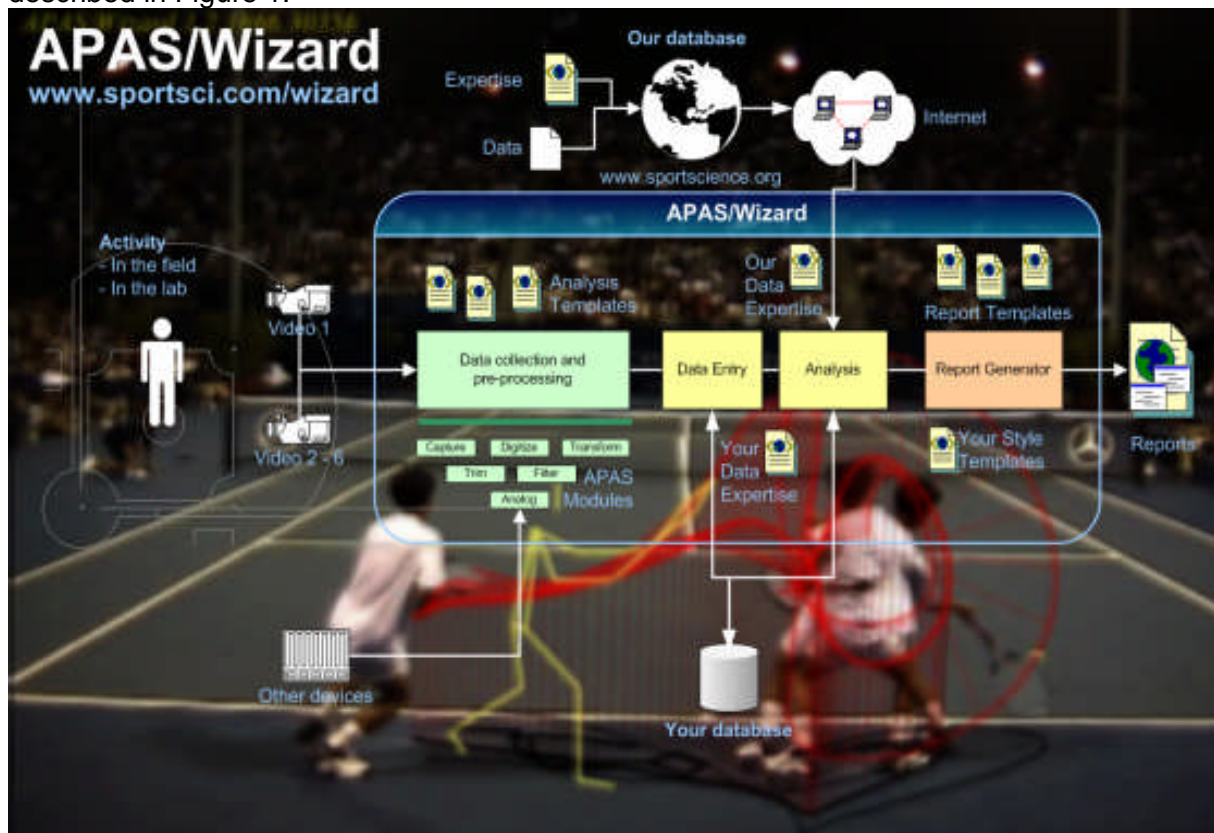 described in Figure 1.
APAS/Wizard
www.sportsci.com/wizard
Our database
Expertise
Data
Internet
www.sportscience.org
APAS/Wizard
Activity
- In the field
- In the lab
Video 1
Video 2 - 6
Analysis
Templates
Our
Data
Expertise
Report Templates
Data collection and
pre-processing
Data Entry
Analysis
Report Generator
Reports
Capture
Digitize
Transform
Trim
Filter
Analog
APAS
Modules
Your
Data
Expertise
Your Style
Templates
Other devices
Your database